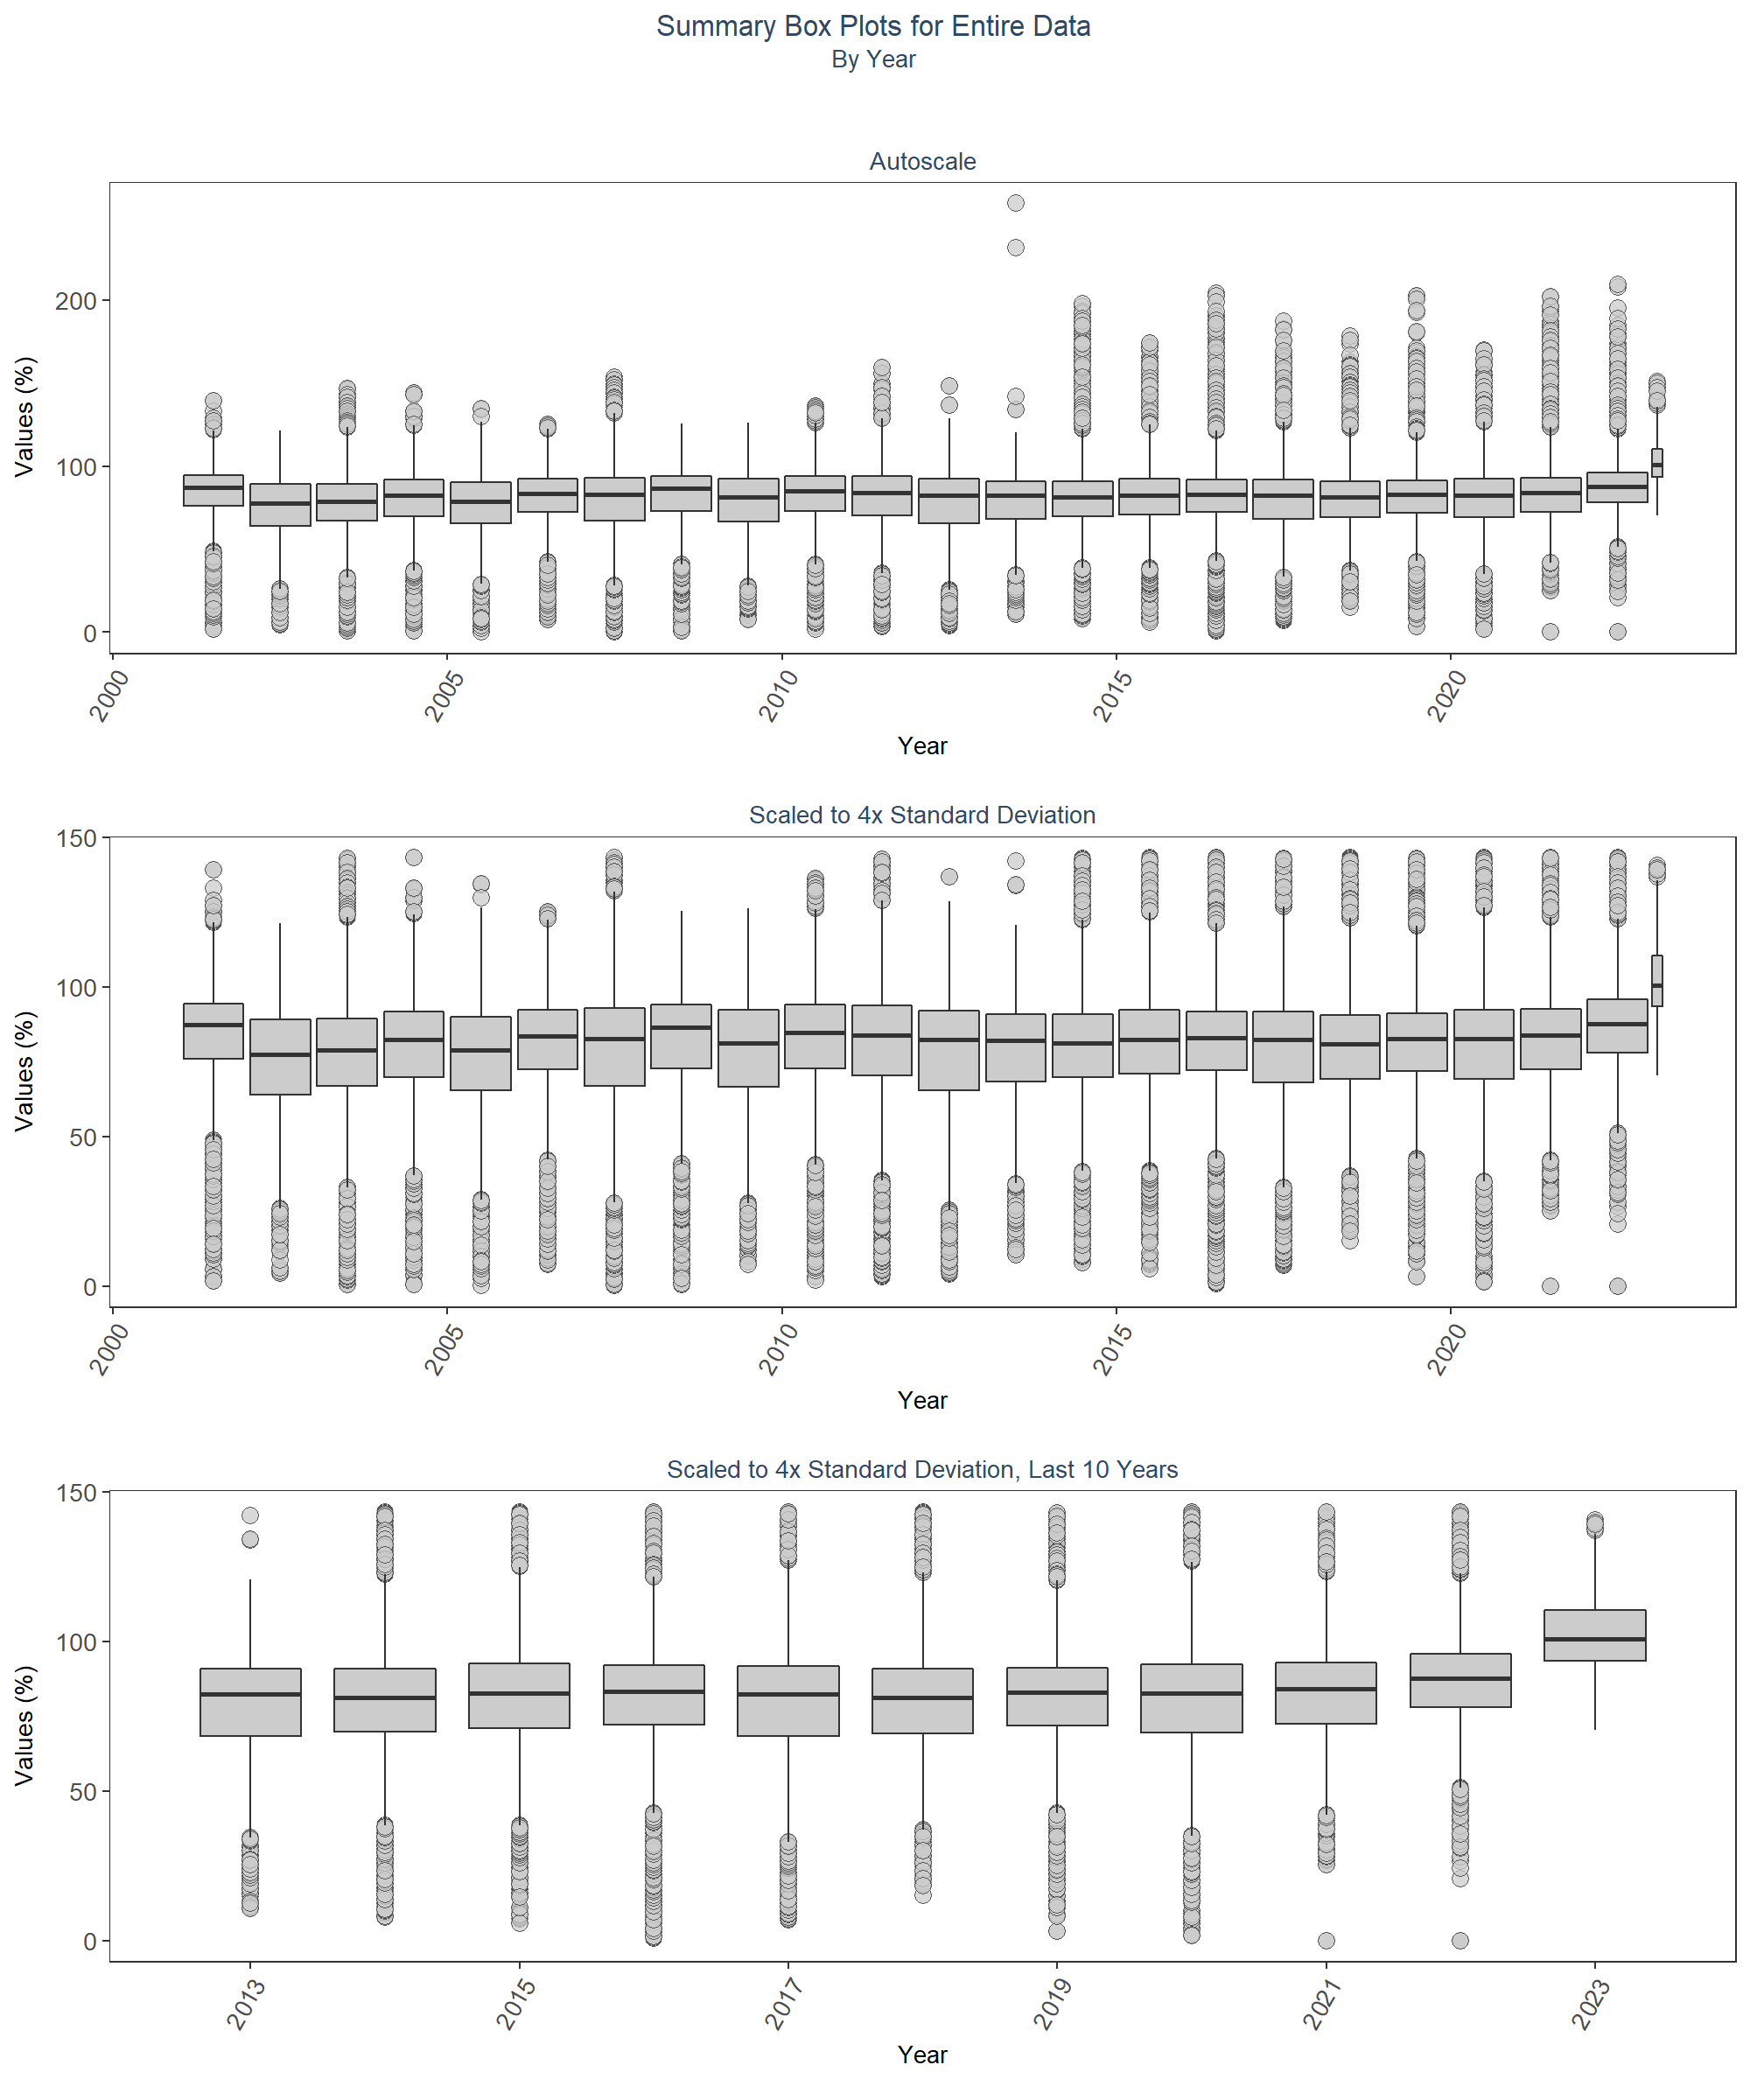 Summary Box Plots for Entire Data
By Year
Autoscale
Values (%)
200
100
0
2000
2005
2010
2015
2020
Year
Scaled to 4x Standard Deviation
Values (%)
150
100
50
0
2000
2005
2010
2015
2020
Year
Scaled to 4x Standard Deviation, Last 10 Years
Values (%)
150
100
50
0
2013
2015
2017
2019
2021
2023
Year